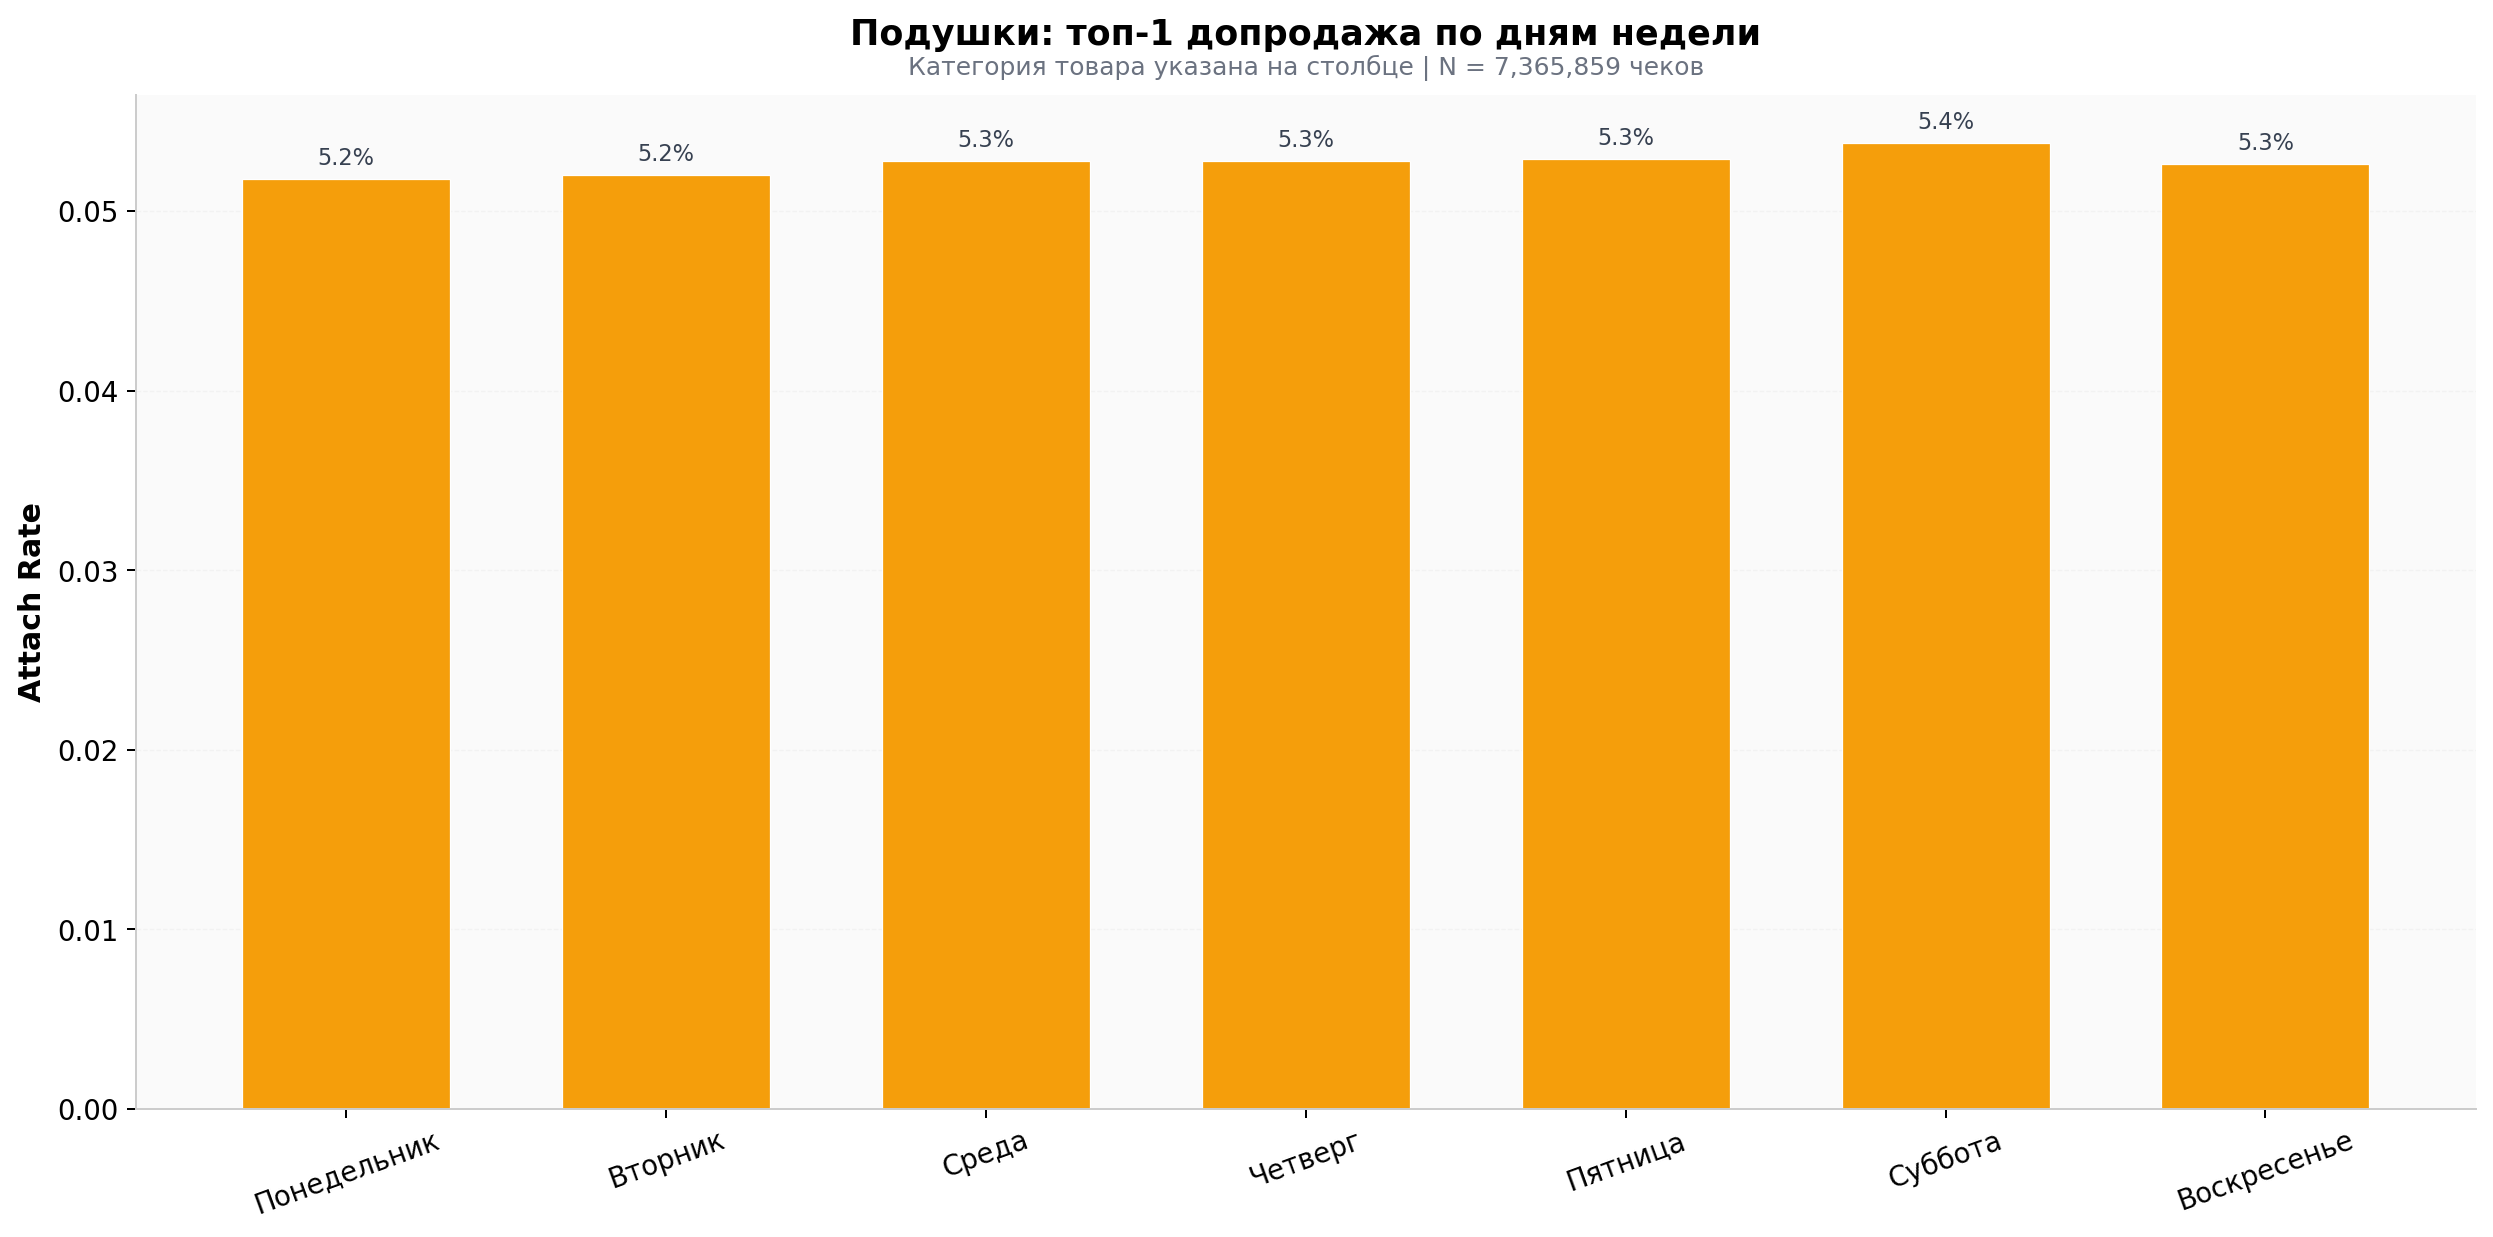 Подушки: топ-1 допродажа по дням недели
Категория товара указана на столбце | N = 7,365,859 чеков
5.2%
5.2%
5.3%
5.3%
5.3%
5.4%
5.3%
Attach Rate
0.05
0.04
0.03
0.02
0.01
0.00
Понедельник
Вторник
Среда
Четверг
Пятница
Суббота
Воскресенье